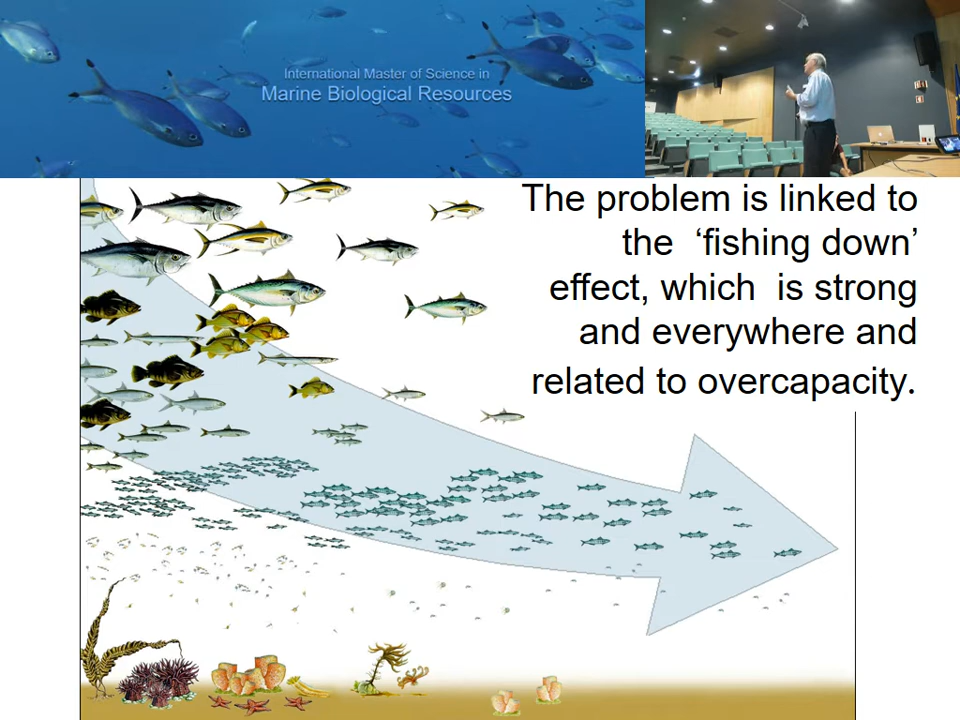 International Master of Science in
Marine Biological Resources
The problem is linked to
the ‘fishing down’
effect, which is strong
and everywhere and
related to overcapacity.